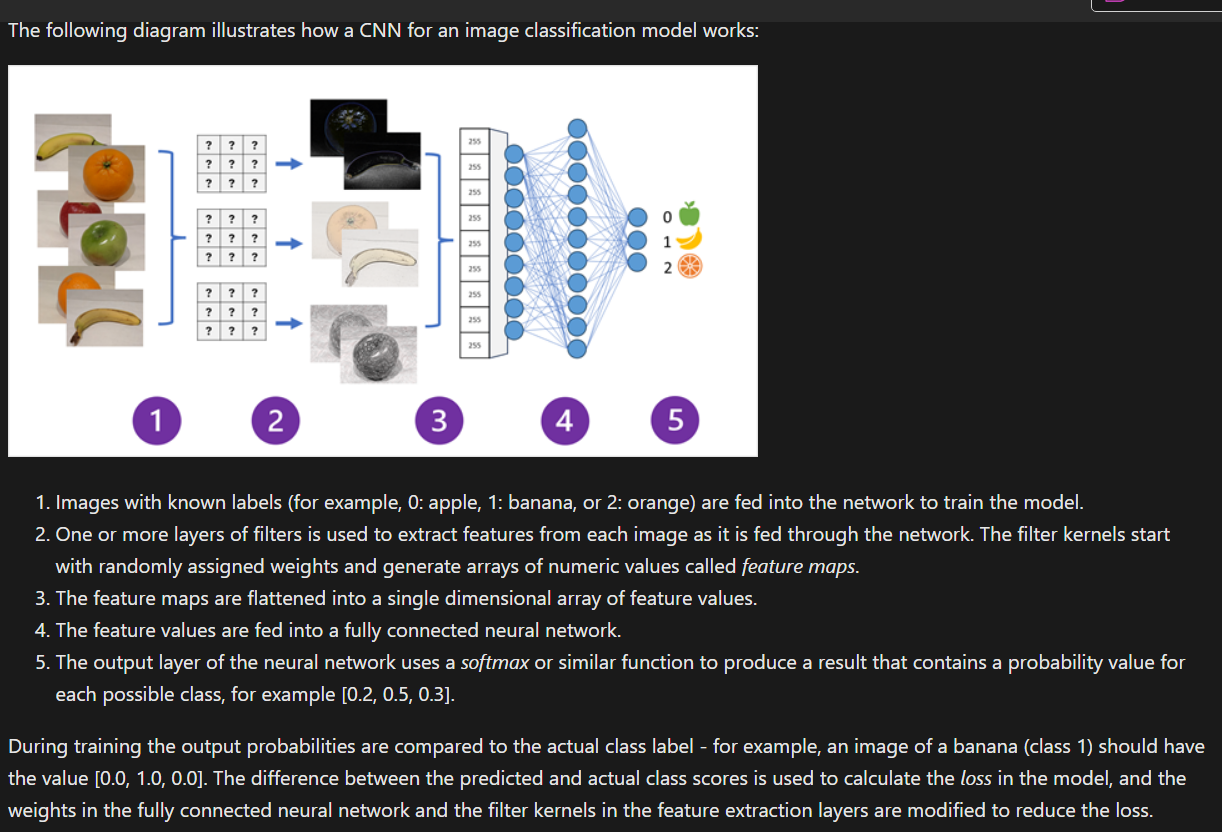 The following diagram illustrates how a CNN for an image classification model works:
? ? ?
? ? ?
? ? ?
? ? ?
? ? ?
? ? ?
? ? ?
? ? ?
? ? ?
255
255
255
255
255
255
255
255
255
0
1
2
1 2 3 4 5
1. Images with known labels (for example, 0: apple, 1: banana, or 2: orange) are fed into the network to train the model.
2. One or more layers of filters is used to extract features from each image as it is fed through the network. The filter kernels start
with randomly assigned weights and generate arrays of numeric values called feature maps.
3. The feature maps are flattened into a single dimensional array of feature values.
4. The feature values are fed into a fully connected neural network.
5. The output layer of the neural network uses a softmax or similar function to produce a result that contains a probability value for
each possible class, for example [0.2, 0.5, 0.3].
During training the output probabilities are compared to the actual class label - for example, an image of a banana (class 1) should have
the value [0.0, 1.0, 0.0]. The difference between the predicted and actual class scores is used to calculate the loss in the model, and the
weights in the fully connected neural network and the filter kernels in the feature extraction layers are modified to reduce the loss.